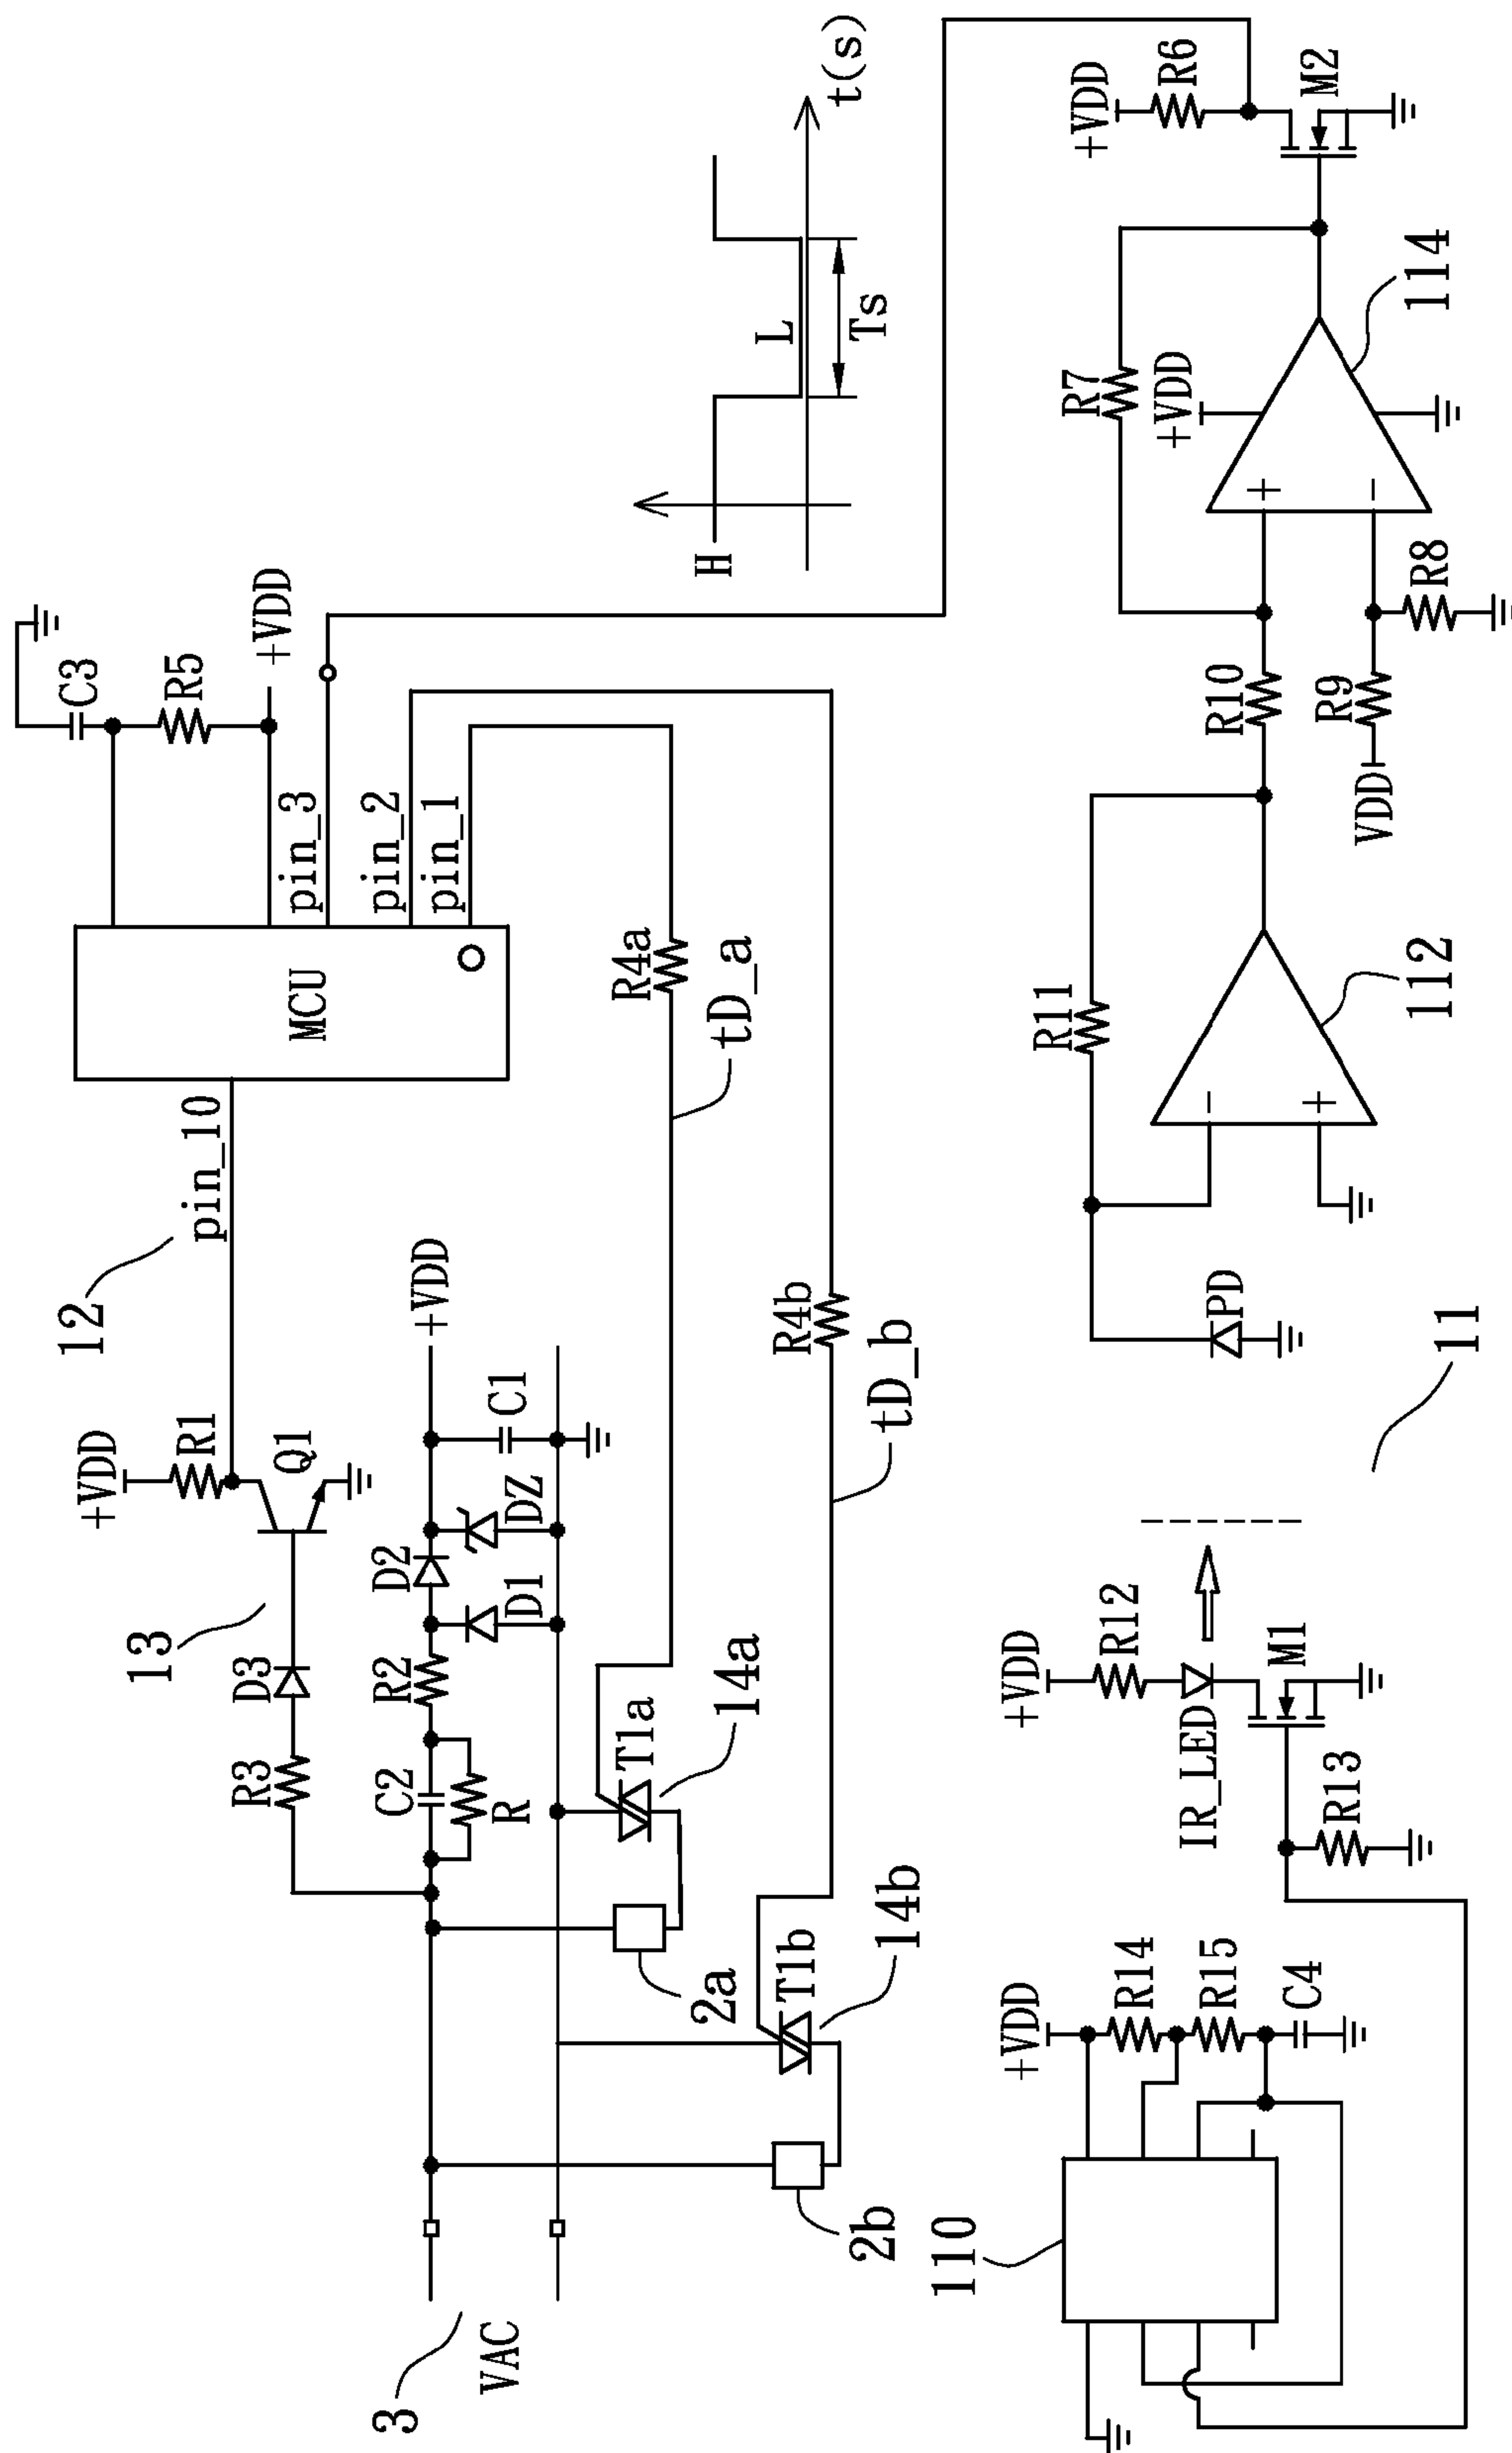 12
+VDD
R1
Q1
pin_10
MCU
C3
R5
+VDD
pin_3
pin_2
pin_1
13
D3
R3
D2
R2
C2
R
D1
DZ
C1
+VDD
3
VAC
T1a
14a
2a
R4a
tD_a
T1b
14b
2b
R4b
tD_b
H
L
Ts
t(s)
110
+VDD
R14
R15
C4
+VDD
R12
IR_LED
M1
R13
11
PD
R11
112
R10
R9
VDD
R8
R7
+VDD
114
+VDD
R6
M2
+
-
+
-